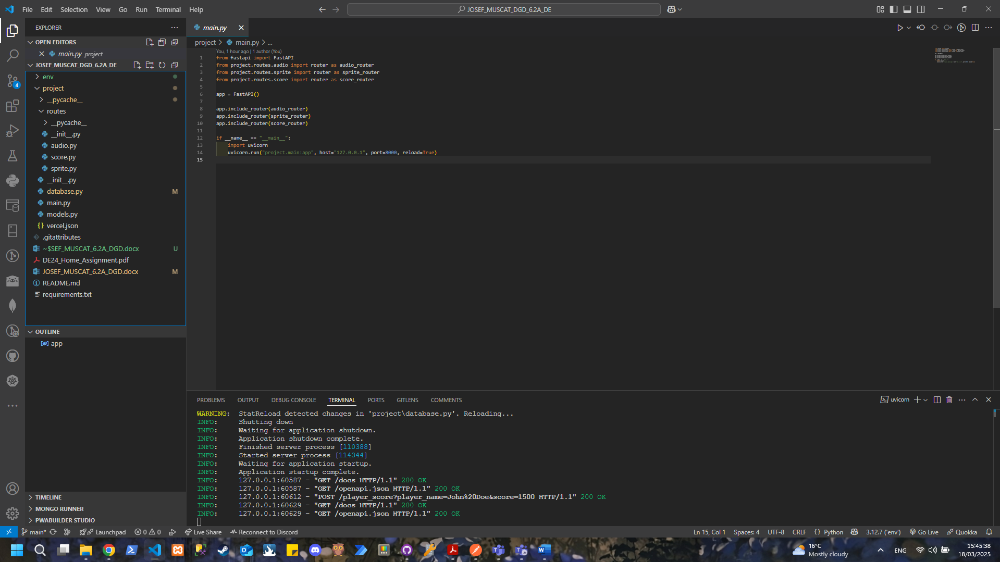 File Edit Selection View Go Run Terminal Help
JOSEF_MUSCAT_DGD_6.2A_DE
EXPLORER
OPEN EDITORS
main.py project
JOSEF_MUSCAT_DGD_6.2A_DE
env
project
__pycache__
routes
__pycache__
__init__.py
audio.py
score.py
sprite.py
__init__.py
database.py M
main.py
models.py
vercel.json
.gitattributes
~$SEF_MUSCAT_6.2A_DGD.docx U
DE24_Home_Assignment.pdf
JOSEF_MUSCAT_6.2A_DGD.docx M
README.md
requirements.txt
OUTLINE
app
TIMELINE
MONGO RUNNER
PWABUILDER STUDIO
4
main.py
project > main.py > ...
You, 1 hour ago | 1 author (You)
1 from fastapi import FastAPI
2 from project.routes.audio import router as audio_router
3 from project.routes.sprite import router as sprite_router
4 from project.routes.score import router as score_router
5
6 app = FastAPI()
7
8 app.include_router(audio_router)
9 app.include_router(sprite_router)
10 app.include_router(score_router)
11
12 if __name__ == "__main__":
13 import uvicorn
14 uvicorn.run("project.main:app", host="127.0.0.1", port=8000, reload=True)
15
PROBLEMS OUTPUT DEBUG CONSOLE TERMINAL PORTS GITLENS COMMENTS
uvicorn
WARNING: StatReload detected changes in 'project\database.py'. Reloading...
INFO: Shutting down
INFO: Waiting for application shutdown.
INFO: Application shutdown complete.
INFO: Finished server process [110388]
INFO: Started server process [114344]
INFO: Waiting for application startup.
INFO: Application startup complete.
INFO: 127.0.0.1:60587 - "GET /docs HTTP/1.1" 200 OK
INFO: 127.0.0.1:60587 - "GET /openapi.json HTTP/1.1" 200 OK
INFO: 127.0.0.1:60612 - "POST /player_score?player_name=John%20Doe&score=1500 HTTP/1.1" 200 OK
INFO: 127.0.0.1:60629 - "GET /docs HTTP/1.1" 200 OK
INFO: 127.0.0.1:60629 - "GET /openapi.json HTTP/1.1" 200 OK
main* Launchpad 0 0 Live Share Reconnect to Discord
Ln 15, Col 1 Spaces: 4 UTF-8 CRLF {} Python 3.12.7 ('env') Go Live Quokka
16°C
Mostly cloudy
ENG
15:45:38
18/03/2025